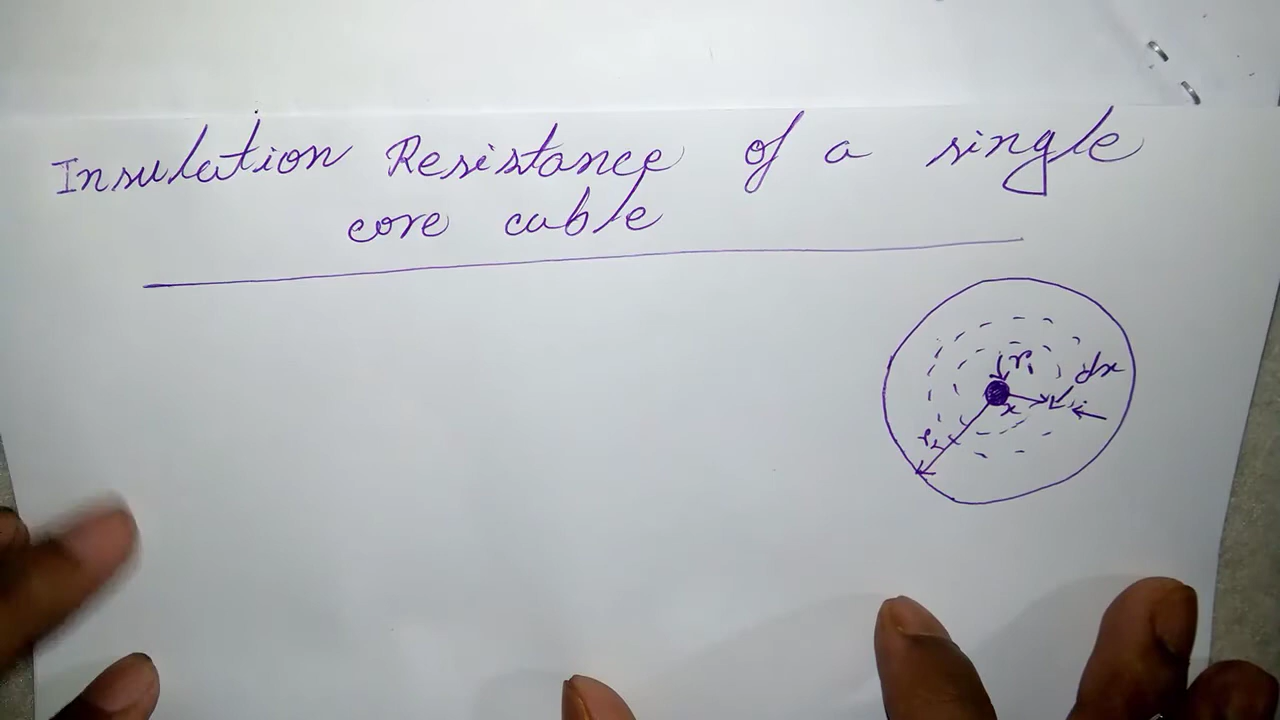 Insulation Resistance of a single
core cable
r₁
dx
x
r₂